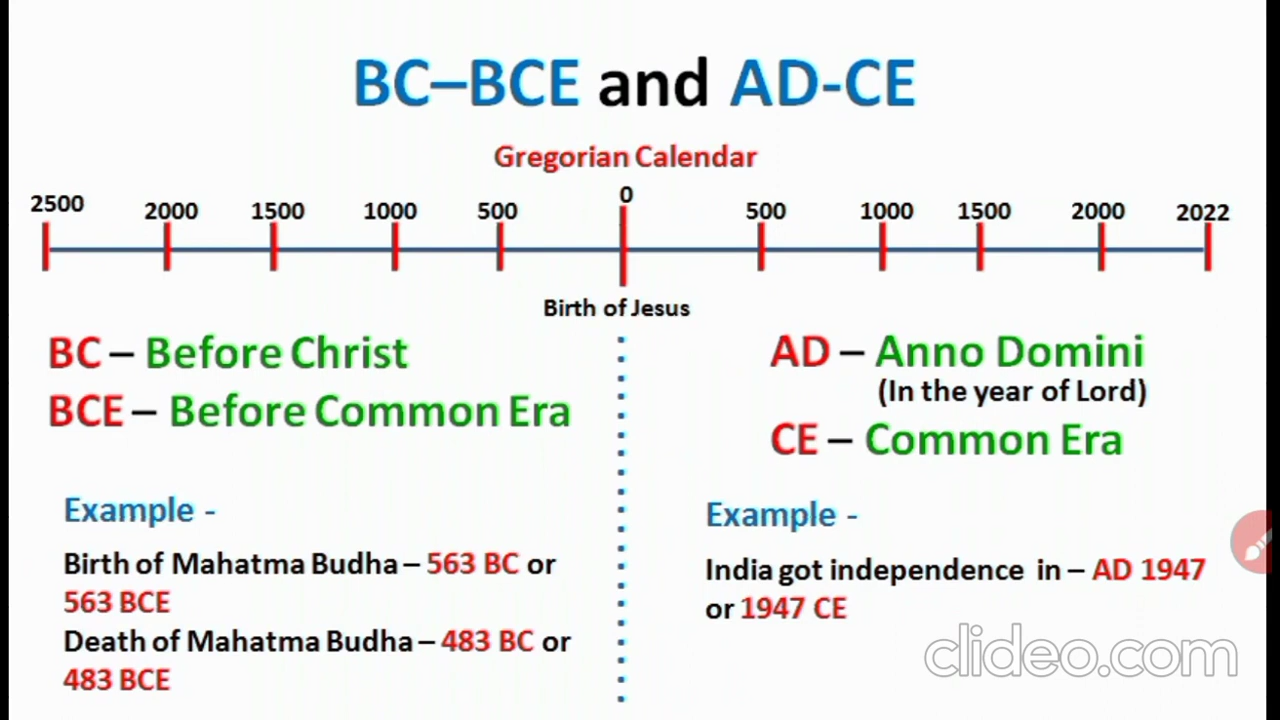 BC–BCE and AD-CE
Gregorian Calendar
2500 2000 1500 1000 500 0 500 1000 1500 2000 2022
Birth of Jesus
BC – Before Christ
BCE – Before Common Era
Example -
Birth of Mahatma Budha – 563 BC or
563 BCE
Death of Mahatma Budha – 483 BC or
483 BCE
AD – Anno Domini
(In the year of Lord)
CE – Common Era
Example -
India got independence in – AD 1947
or 1947 CE
clideo.com